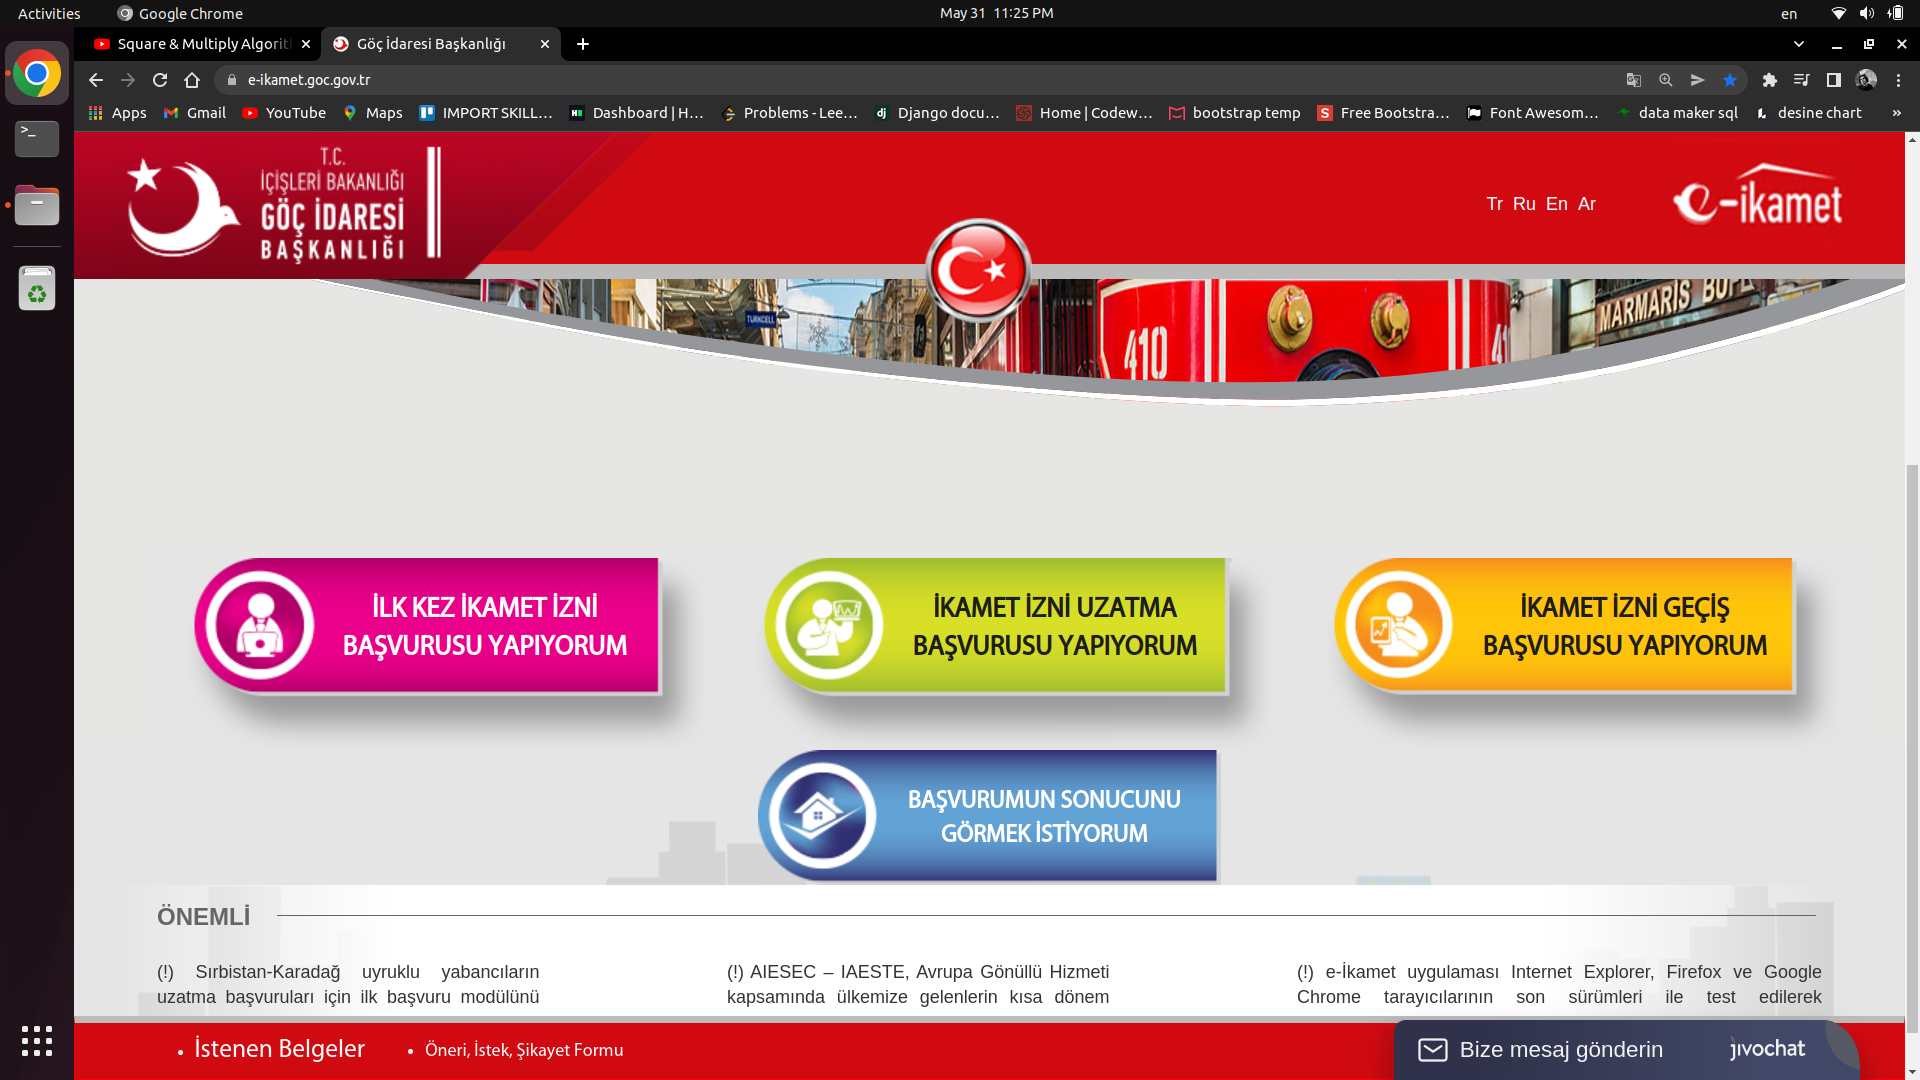 Activities
Google Chrome
May 31 11:25 PM
en
Square & Multiply Algorit
Göç İdaresi Başkanlığı
e-ikamet.goc.gov.tr
Apps
Gmail
YouTube
Maps
IMPORT SKILL…
Dashboard | H…
Problems - Lee…
Django docu…
Home | Codew…
bootstrap temp
Free Bootstra…
Font Awesom…
data maker sql
desine chart
»
T.C.
İÇİŞLERİ BAKANLIĞI
GÖÇ İDARESİ
BAŞKANLIĞI
Tr Ru En Ar
e-ikamet
TURKCELL
410
41
MARMARİS BÜFE
İLK KEZ İKAMET İZNİ
BAŞVURUSU YAPIYORUM
İKAMET İZNİ UZATMA
BAŞVURUSU YAPIYORUM
İKAMET İZNİ GEÇİŞ
BAŞVURUSU YAPIYORUM
BAŞVURUMUN SONUCUNU
GÖRMEK İSTİYORUM
ÖNEMLİ
(!) Sırbistan-Karadağ uyruklu yabancıların
uzatma başvuruları için ilk başvuru modülünü
(!) AIESEC – IAESTE, Avrupa Gönüllü Hizmeti
kapsamında ülkemize gelenlerin kısa dönem
(!) e-İkamet uygulaması Internet Explorer, Firefox ve Google
Chrome tarayıcılarının son sürümleri ile test edilerek
• İstenen Belgeler
• Öneri, İstek, Şikayet Formu
Bize mesaj gönderin
jivochat